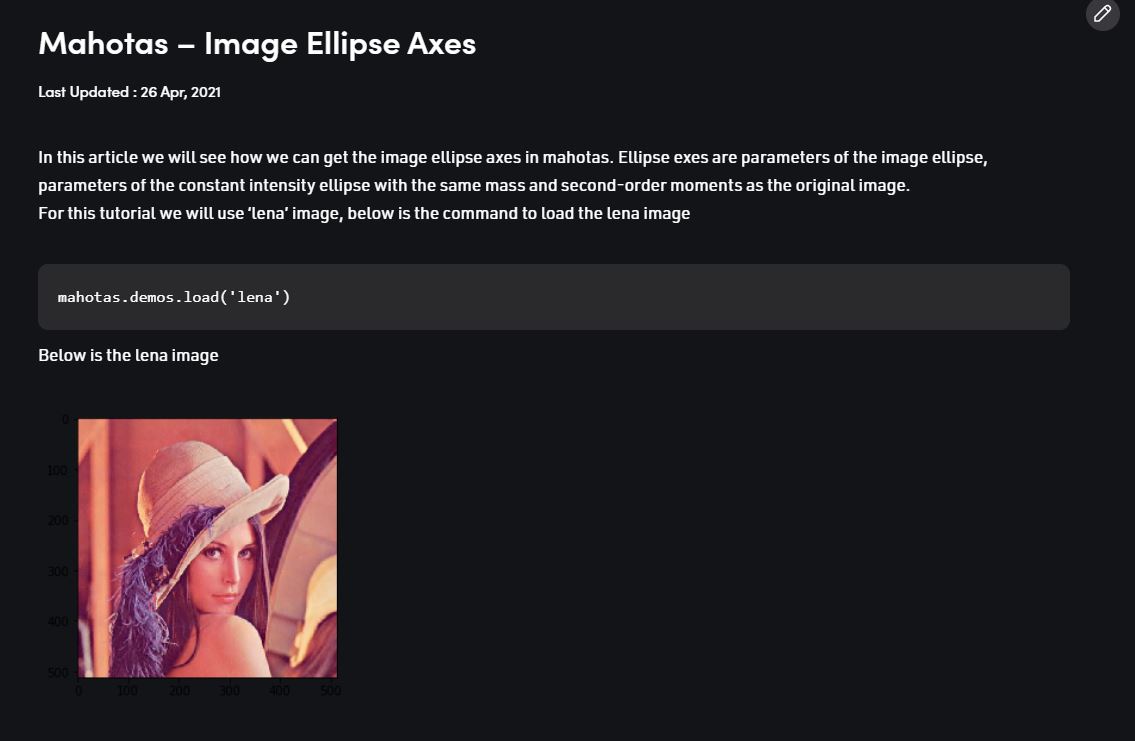 Mahotas – Image Ellipse Axes
Last Updated : 26 Apr, 2021
In this article we will see how we can get the image ellipse axes in mahotas. Ellipse exes are parameters of the image ellipse,
parameters of the constant intensity ellipse with the same mass and second-order moments as the original image.
For this tutorial we will use ‘lena’ image, below is the command to load the lena image
mahotas.demos.load('lena')
Below is the lena image
0
100
200
300
400
500
0 100 200 300 400 500